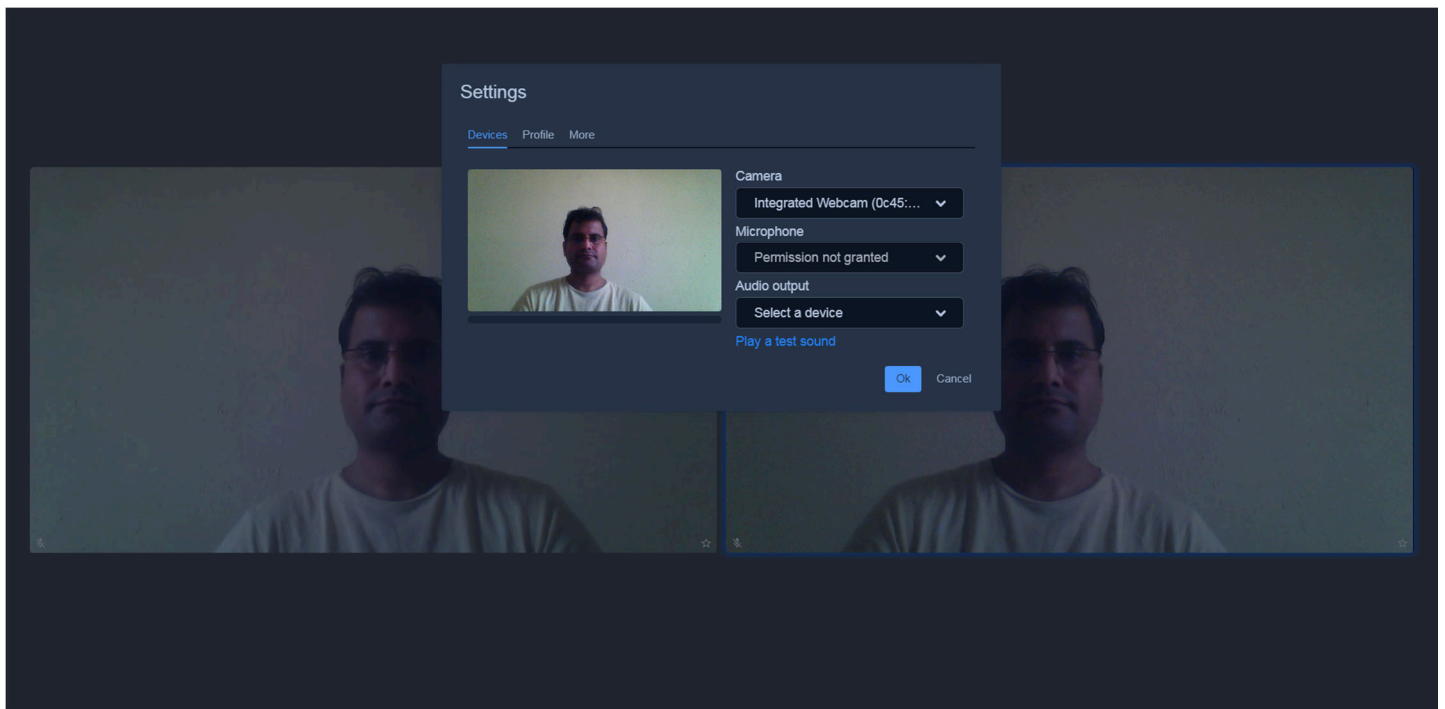 Settings
Devices Profile More
Camera
Integrated Webcam (0c45:...
Microphone
Permission not granted
Audio output
Select a device
Play a test sound
Ok Cancel